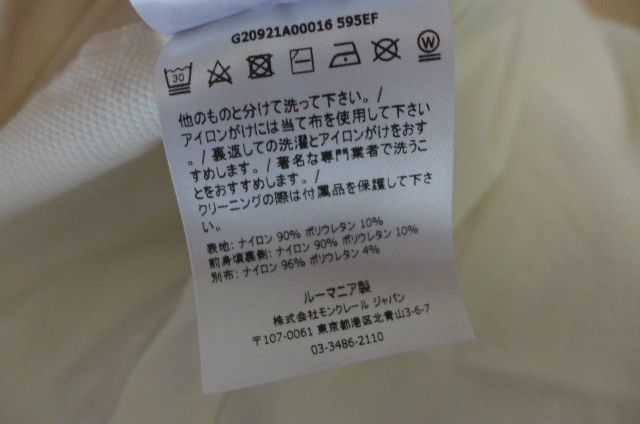 G20921A00016 595EF
30
W
他のものと分けて洗って下さい。/
アイロンがけには当て布を使用して下さい
。/ 裏返しての洗濯とアイロンがけをおす
すめします。/ 著名な専門業者で洗うこ
とをおすすめします。/
クリーニングの際は付属品を保護して下さ
い。
表地: ナイロン 90% ポリウレタン 10%
前身頃裏側: ナイロン 90% ポリウレタン 10%
別布: ナイロン 96% ポリウレタン 4%
ルーマニア製
株式会社モンクレール ジャパン
〒107-0061 東京都港区北青山3-6-7
03-3486-2110